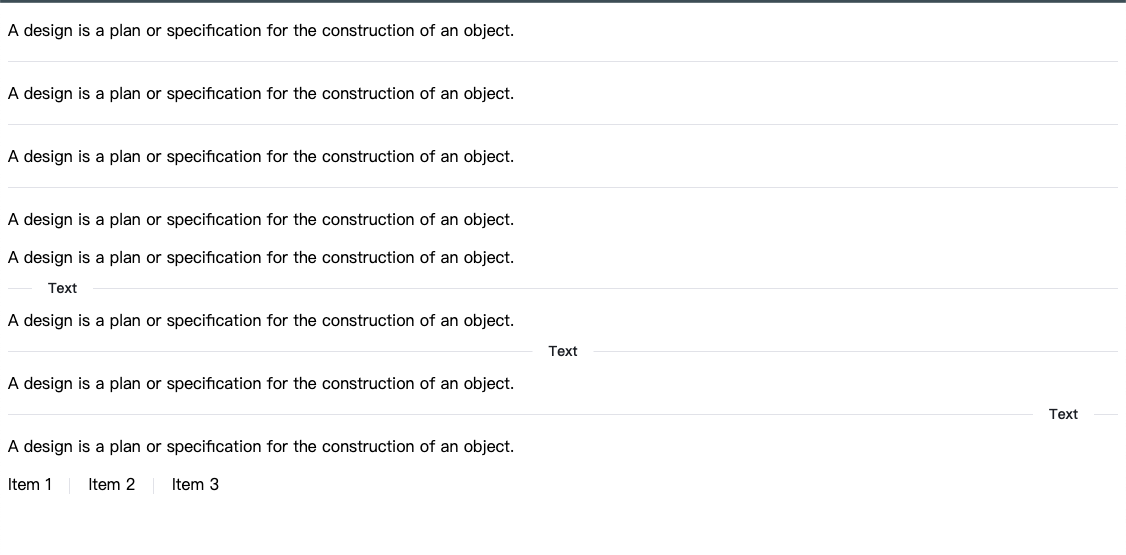 A design is a plan or specification for the construction of an object.
A design is a plan or specification for the construction of an object.
A design is a plan or specification for the construction of an object.
A design is a plan or specification for the construction of an object.
A design is a plan or specification for the construction of an object.
Text
A design is a plan or specification for the construction of an object.
Text
A design is a plan or specification for the construction of an object.
Text
A design is a plan or specification for the construction of an object.
Item 1 Item 2 Item 3